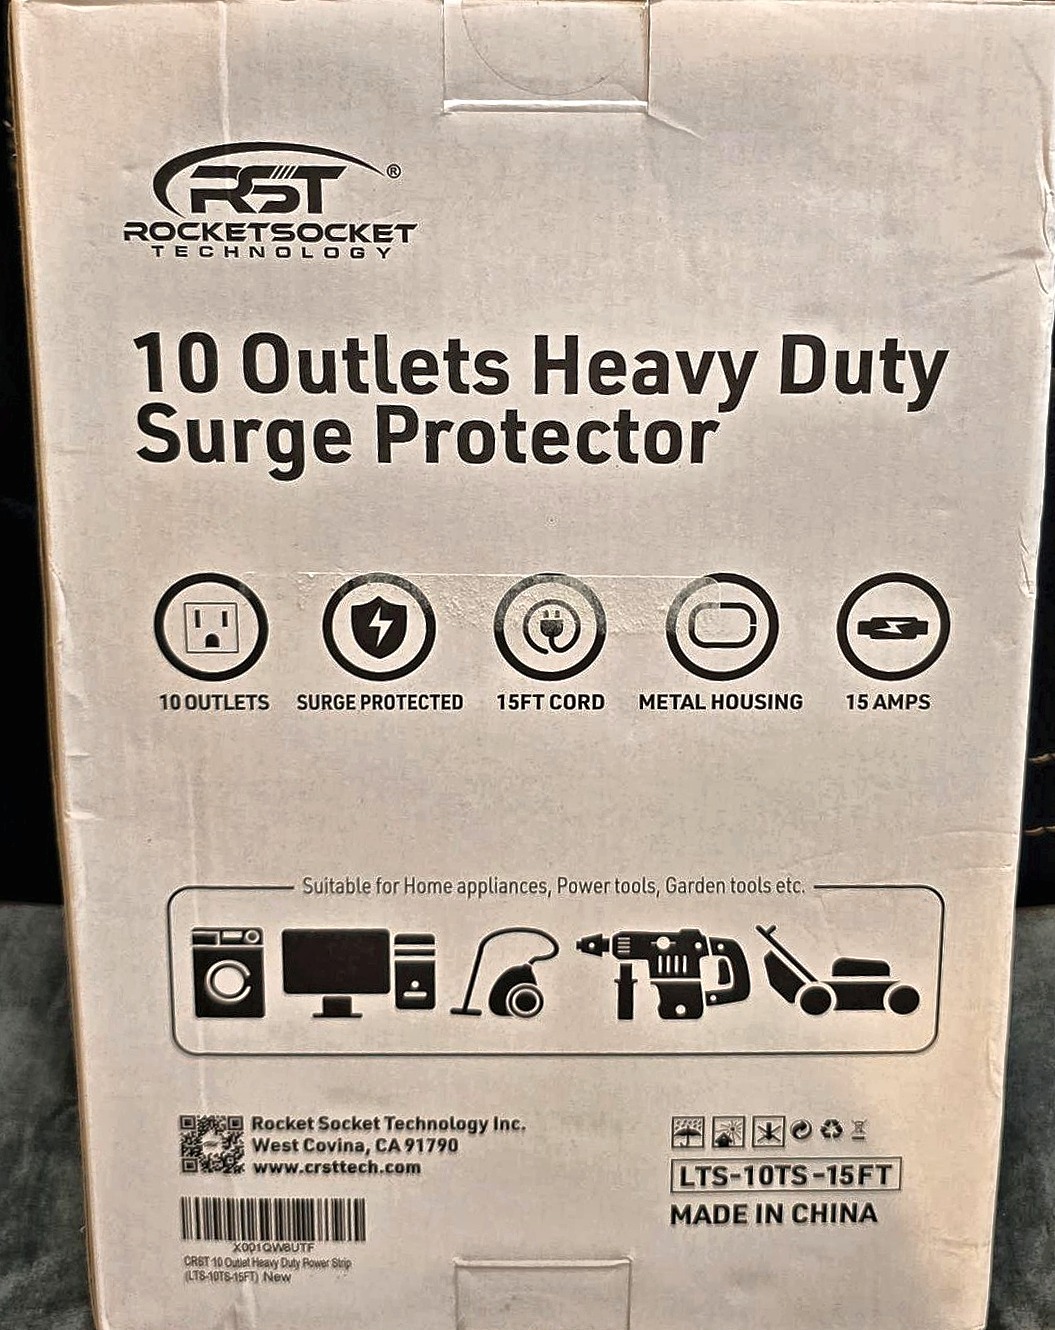 CRST®
ROCKETSOCKET
TECHNOLOGY
10 Outlets Heavy Duty
Surge Protector
10 OUTLETS SURGE PROTECTED 15FT CORD METAL HOUSING 15 AMPS
Suitable for Home appliances, Power tools, Garden tools etc.
Rocket Socket Technology Inc.
West Covina, CA 91790
www.crsttech.com
X001QW8UTF
CRST 10 Outlet Heavy Duty Power Strip
(LTS-10TS-15FT) New
LTS-10TS-15FT
MADE IN CHINA